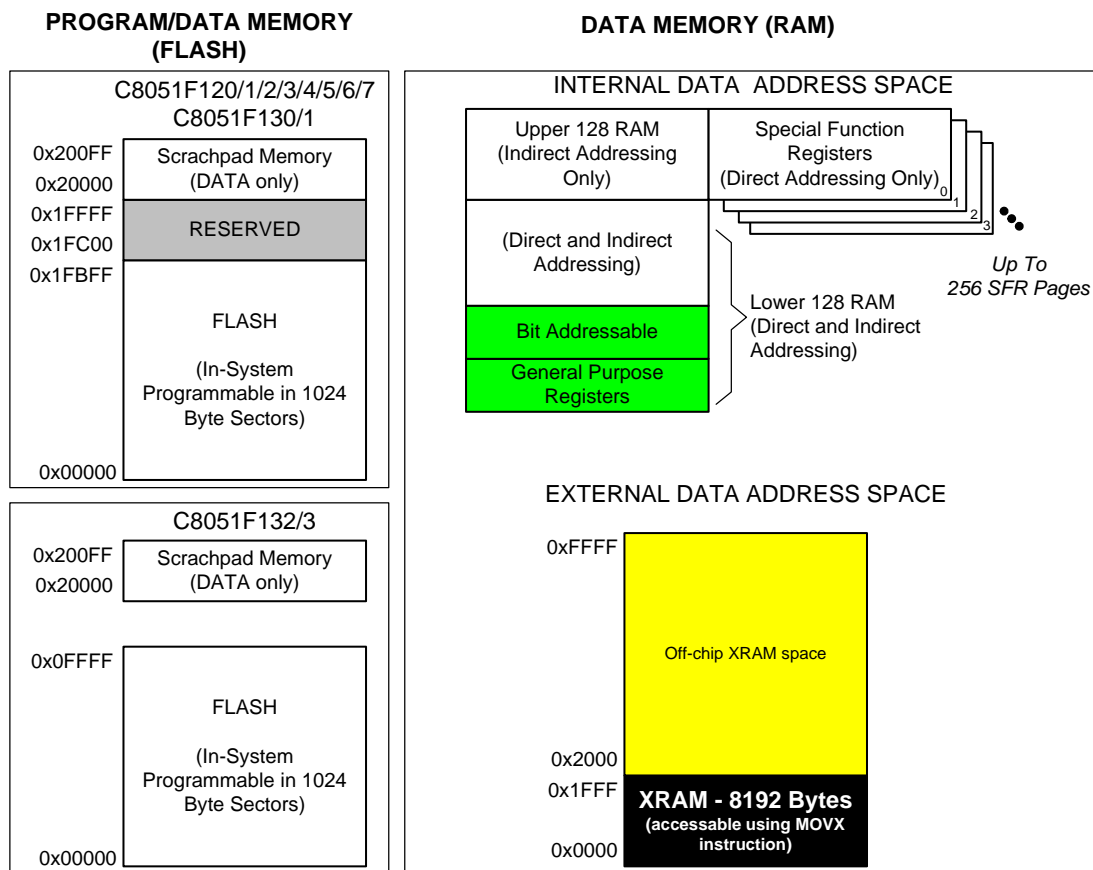 PROGRAM/DATA MEMORY
(FLASH)
C8051F120/1/2/3/4/5/6/7
C8051F130/1
0x200FF
0x20000
Scrachpad Memory
(DATA only)
0x1FFFF
0x1FC00
RESERVED
0x1FBFF
FLASH
(In-System
Programmable in 1024
Byte Sectors)
0x00000
C8051F132/3
0x200FF
0x20000
Scrachpad Memory
(DATA only)
0x0FFFF
FLASH
(In-System
Programmable in 1024
Byte Sectors)
0x00000
DATA MEMORY (RAM)
INTERNAL DATA ADDRESS SPACE
Upper 128 RAM
(Indirect Addressing
Only)
Special Function
Registers
(Direct Addressing Only)
0
1
2
3
Up To
256 SFR Pages
(Direct and Indirect
Addressing)
Bit Addressable
General Purpose
Registers
Lower 128 RAM
(Direct and Indirect
Addressing)
EXTERNAL DATA ADDRESS SPACE
0xFFFF
Off-chip XRAM space
0x2000
0x1FFF
XRAM - 8192 Bytes
(accessable using MOVX
instruction)
0x0000